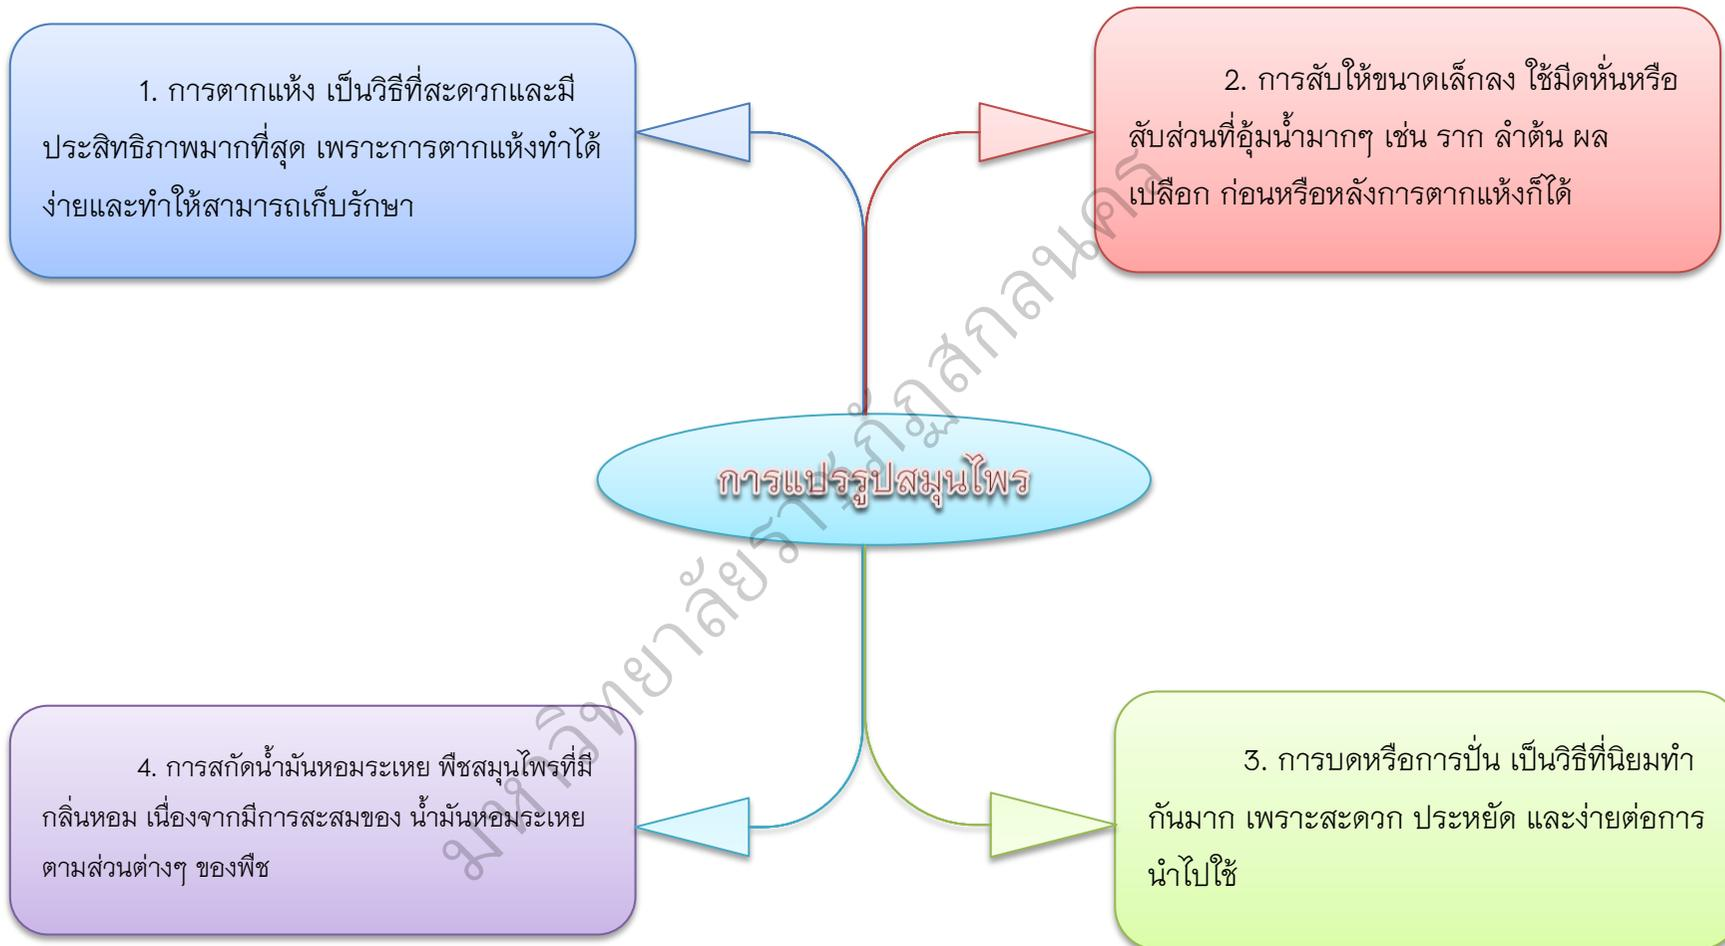 1. การตากแห้ง เป็นวิธีที่สะดวกและมี
ประสิทธิภาพมากที่สุด เพราะการตากแห้งทำได้
ง่ายและทำให้สามารถเก็บรักษา
2. การสับให้ขนาดเล็กลง ใช้มีดหั่นหรือ
สับส่วนที่อุ้มน้ำมากๆ เช่น ราก ลำต้น ผล
เปลือก ก่อนหรือหลังการตากแห้งก็ได้
การแปรรูปสมุนไพร
4. การสกัดน้ำมันหอมระเหย พืชสมุนไพรที่มี
กลิ่นหอม เนื่องจากมีการสะสมของ น้ำมันหอมระเหย
ตามส่วนต่างๆ ของพืช
3. การบดหรือการปั่น เป็นวิธีที่นิยมทำ
กันมาก เพราะสะดวก ประหยัด และง่ายต่อการ
นำไปใช้
มหาวิทยาลัยราชภัฏสกลนคร